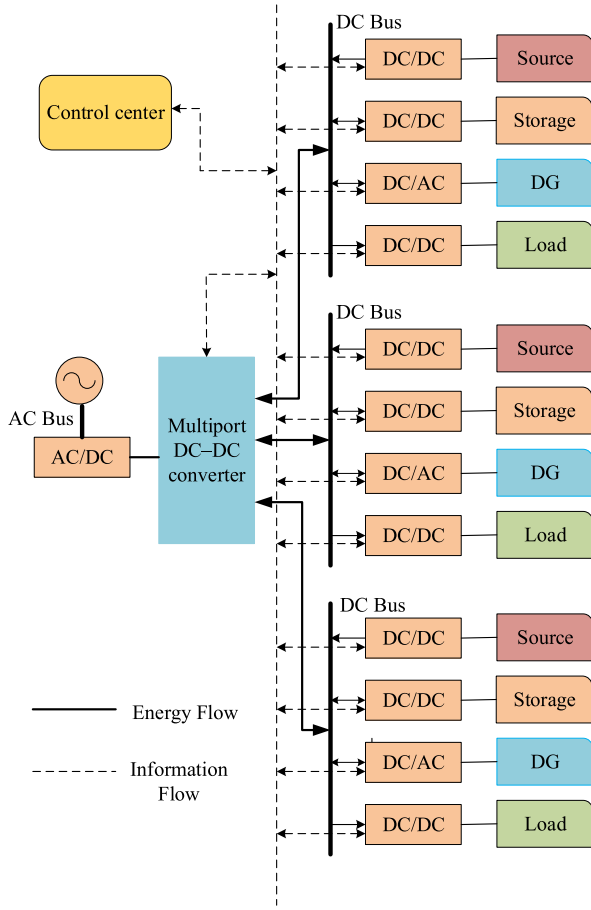 DC Bus
DC/DC Source
Control center
DC/DC Storage
DC/AC DG
DC/DC Load
DC Bus
DC/DC Source
DC/DC Storage
AC Bus
Multiport
DC–DC
converter
AC/DC
DC/AC DG
DC/DC Load
DC Bus
DC/DC Source
DC/DC Storage
Energy Flow
DC/AC DG
Information
Flow
DC/DC Load